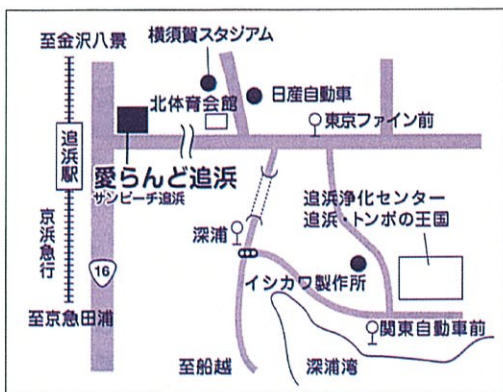 至金沢八景
横須賀スタジアム
北体育会館
日産自動車
東京ファイン前
追浜駅
愛らんど追浜
サンビーチ追浜
追浜浄化センター
追浜・トンボの王国
深浦
京浜急行
16
イシカワ製作所
至京急田浦
関東自動車前
至船越
深浦湾